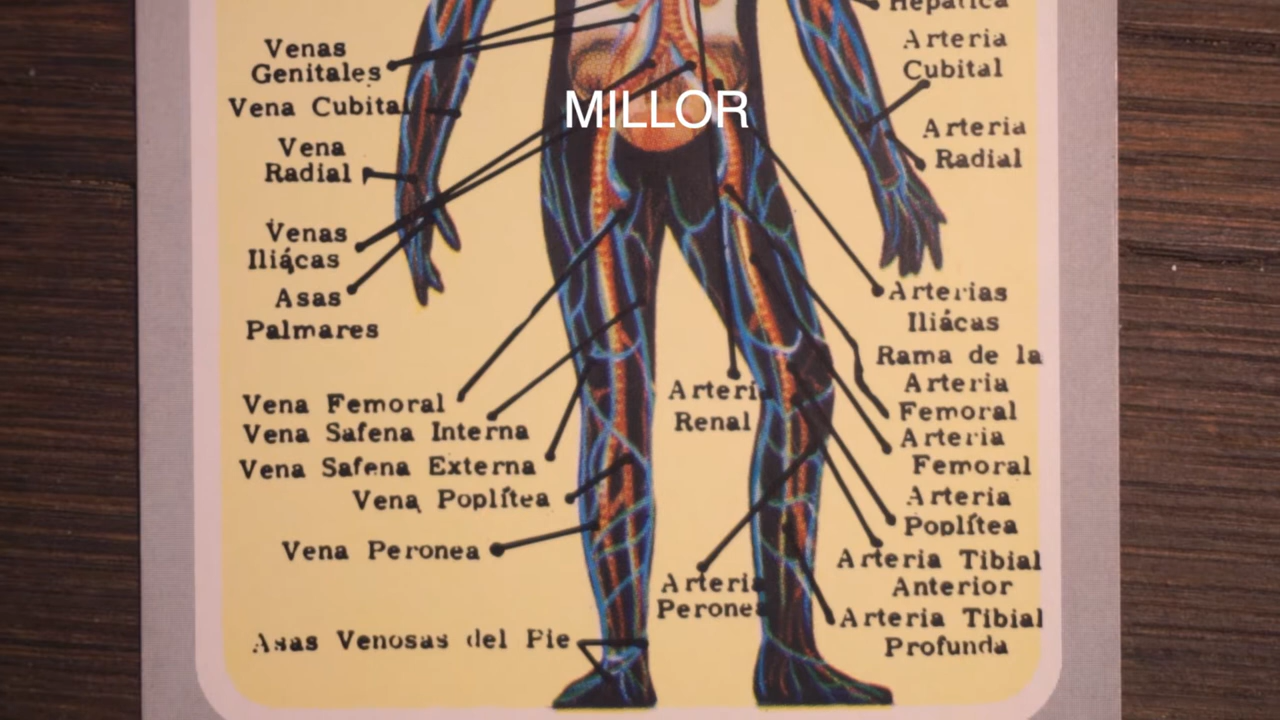 Venas
Genitales
Vena Cubital
Vena
Radial
Venas
Iliácas
Asas
Palmares
Vena Femoral
Vena Safena Interna
Vena Safena Externa
Vena Poplítea
Vena Peronea
Asas Venosas del Pie
MILLOR
Arteria
Renal
Arteria
Peronea
Hepática
Arteria
Cubital
Arteria
Radial
Arterias
Iliácas
Rama de la
Arteria
Femoral
Arteria
Femoral
Arteria
Poplítea
Arteria Tibial
Anterior
Arteria Tibial
Profunda